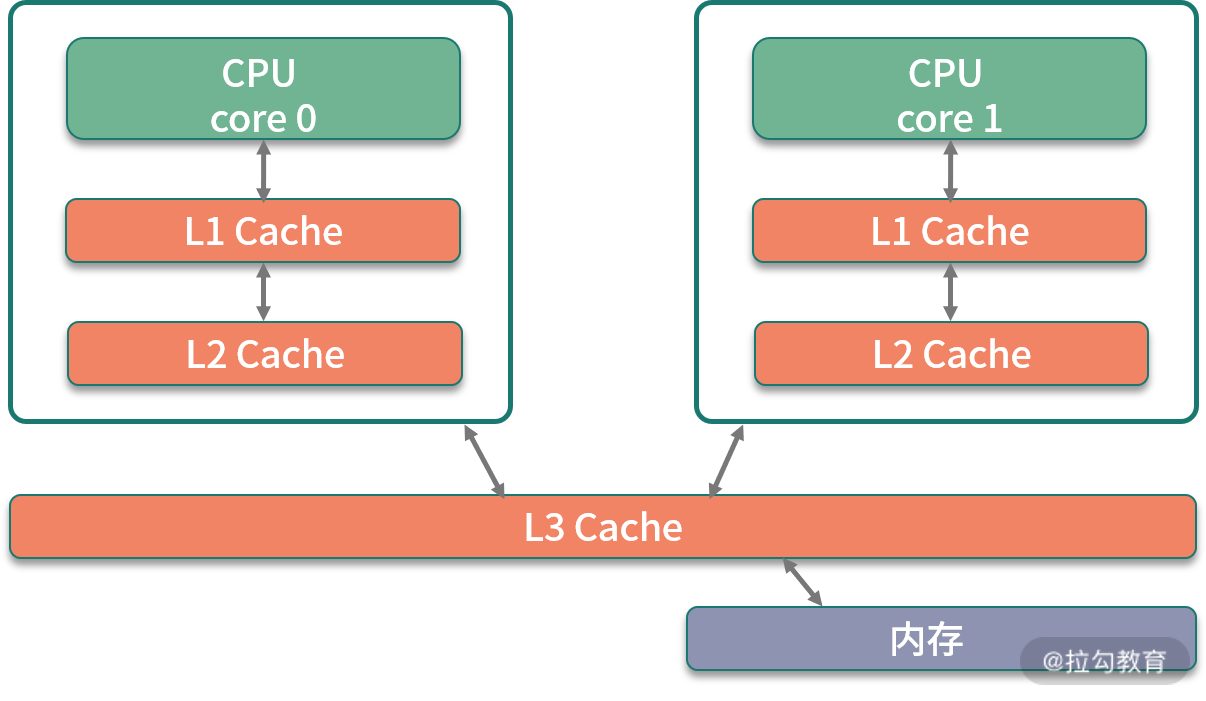 CPU
core 0
CPU
core 1
L1 Cache
L1 Cache
L2 Cache
L2 Cache
L3 Cache
内存
@拉勾教育